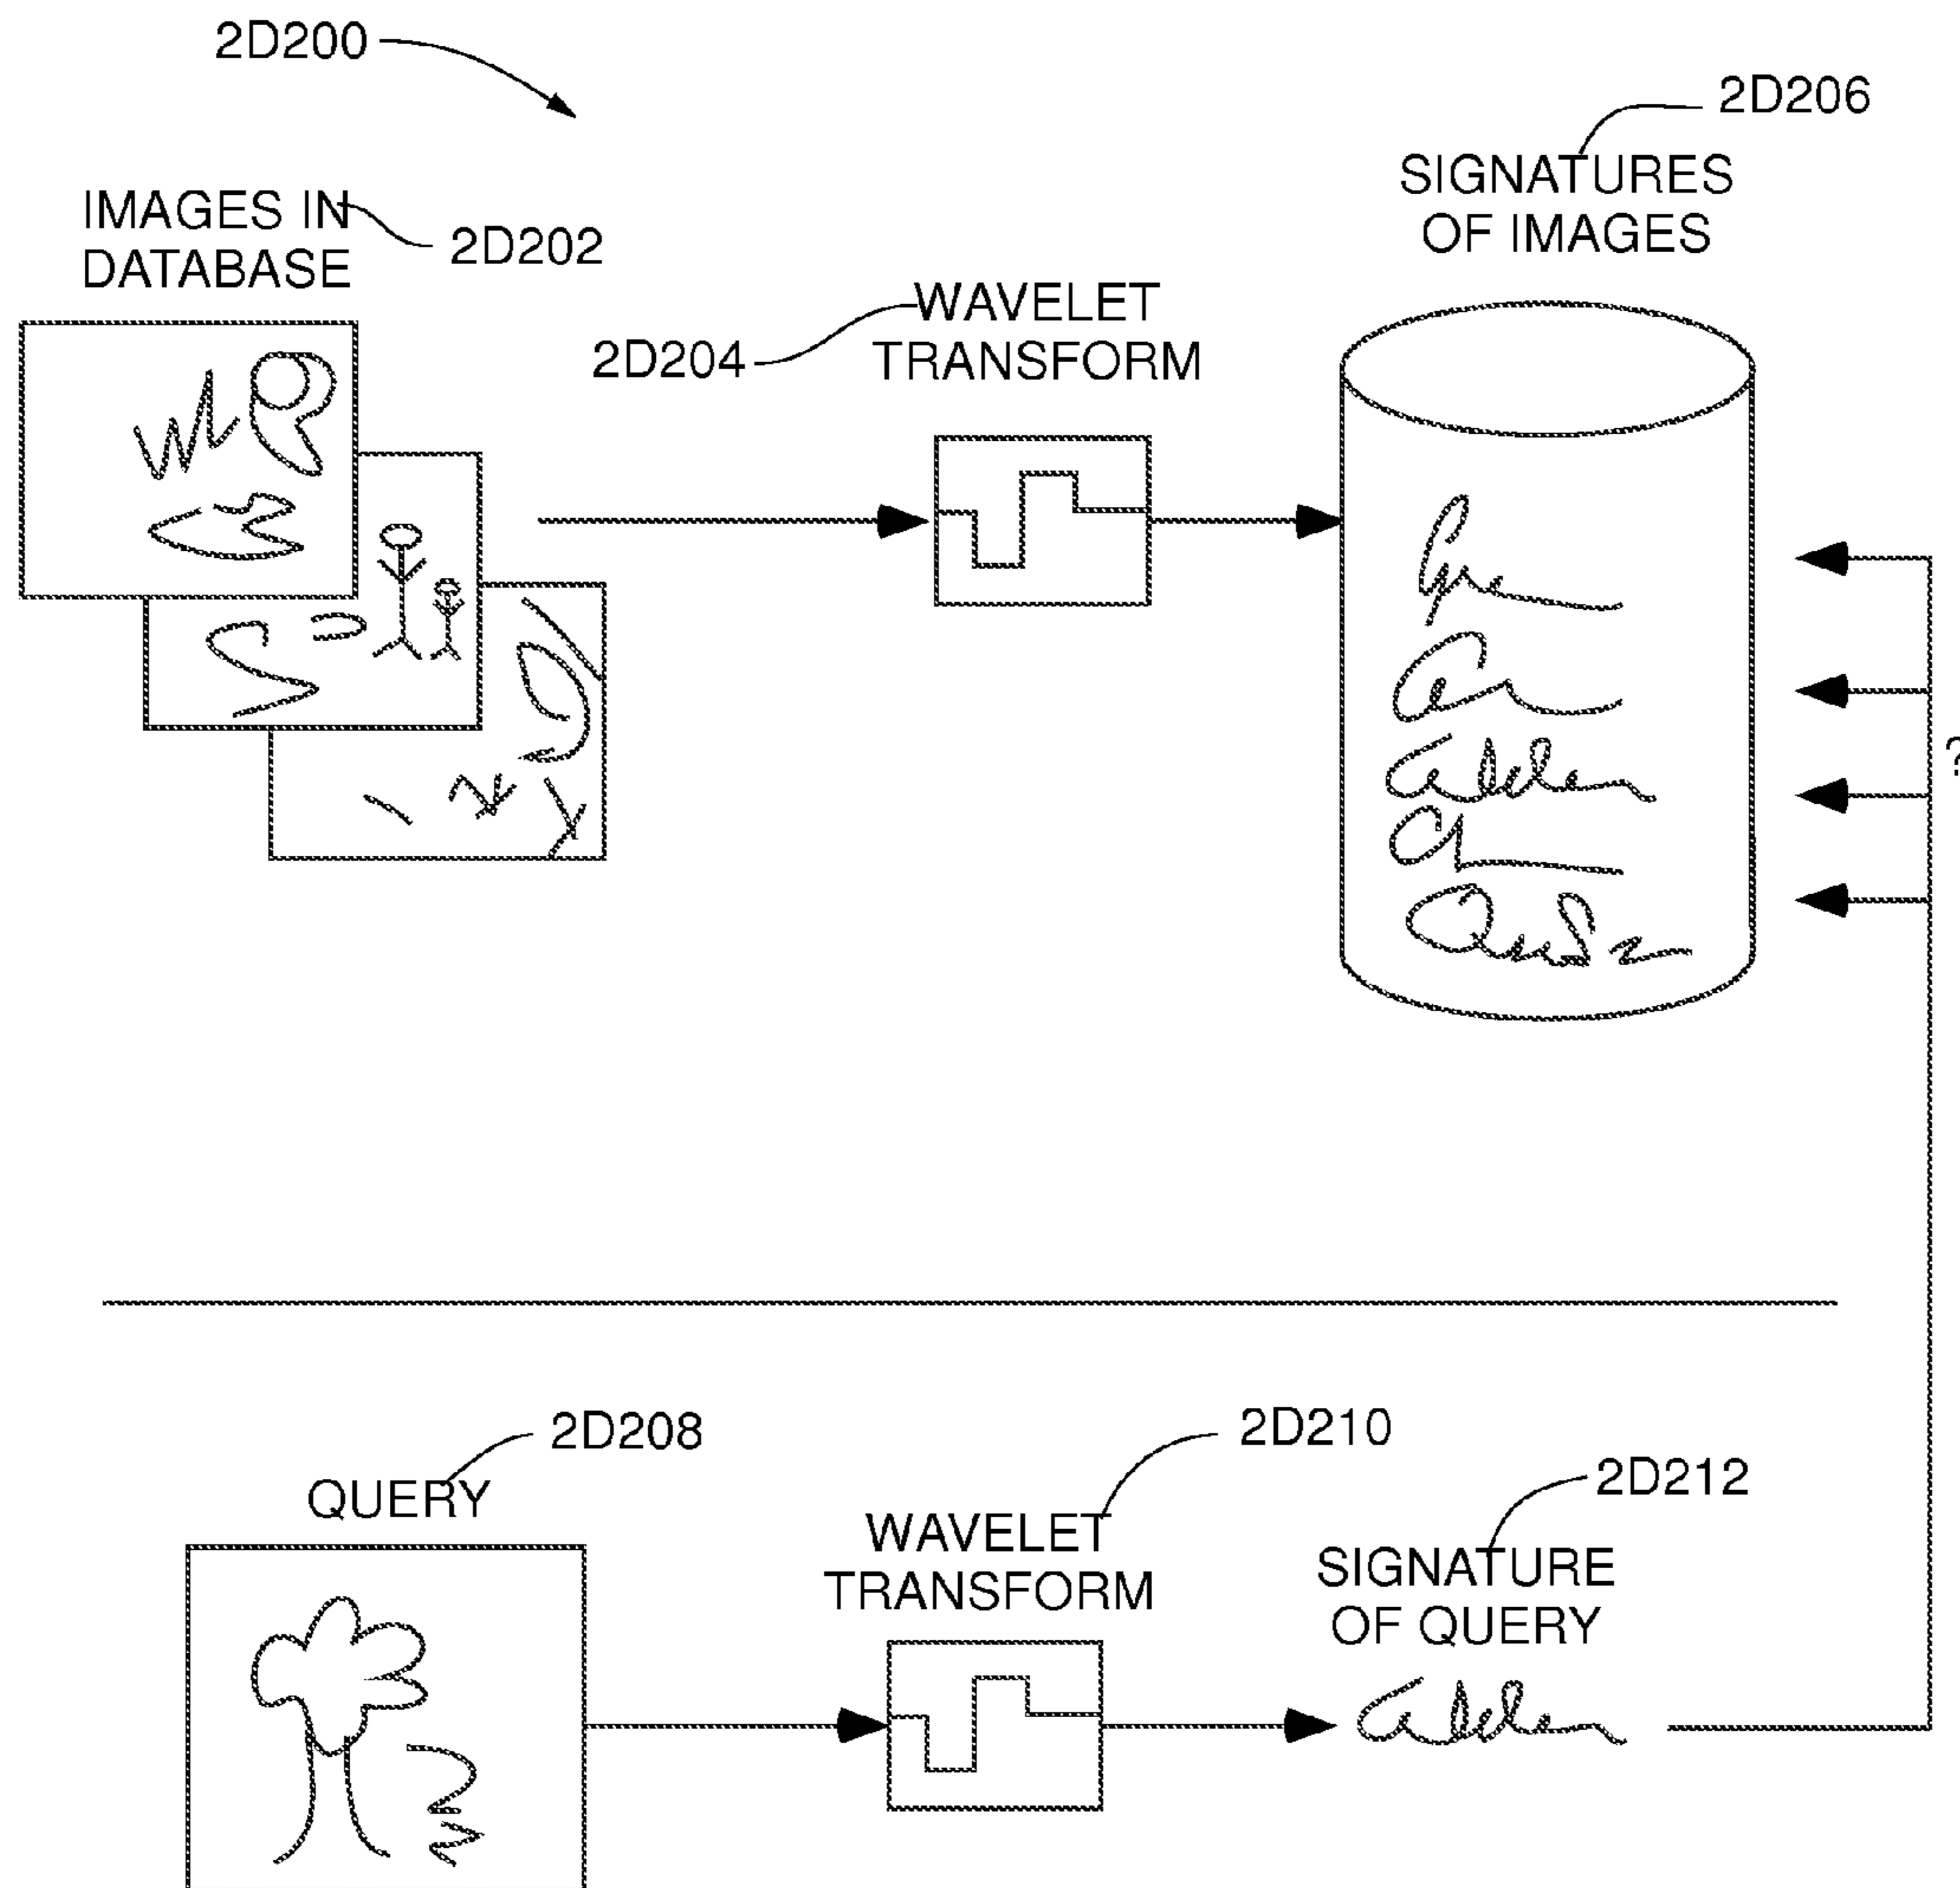 2D200
2D206
SIGNATURES
OF IMAGES
IMAGES IN
DATABASE
2D202
WAVELET
TRANSFORM
2D204
?
2D208
QUERY
2D210
WAVELET
TRANSFORM
2D212
SIGNATURE
OF QUERY